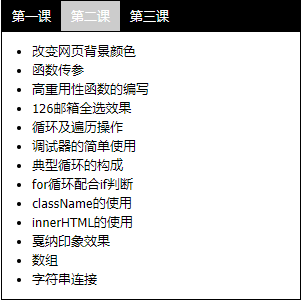 第一课 第二课 第三课
改变网页背景颜色
函数传参
高重用性函数的编写
126邮箱全选效果
循环及遍历操作
调试器的简单使用
典型循环的构成
for循环配合if判断
className的使用
innerHTML的使用
戛纳印象效果
数组
字符串连接